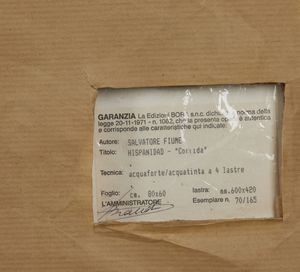 GARANZIA La Edizioni BORA s.n.c. dichiara a norma della
legge 20-11-1971 - n. 1062, che la presente opera è autentica
e corrisponde alle caratteristiche qui indicate:
Autore: SALVATORE FIUME
Titolo: HISPANIDAD - "Corrida"
Tecnica: acquaforte/acquatinta a 4 lastre
Foglio: cm. 80x60 lastra: mm.600x420
L'AMMINISTRATORE Esemplare n. 70/165